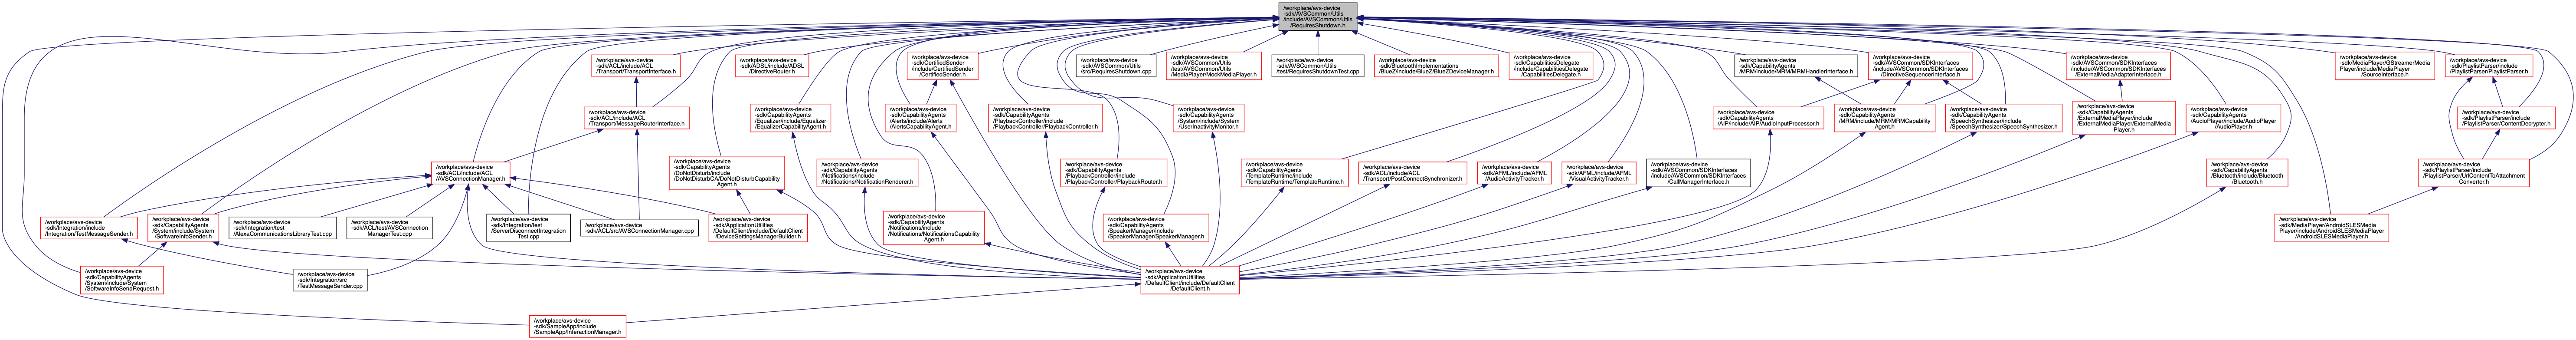 /workplace/avs-device
-sdk/AVSCommon/Utils
/include/AVSCommon/Utils
/RequiresShutdown.h
/workplace/avs-device
-sdk/ACL/include/ACL
/Transport/TransportInterface.h
/workplace/avs-device
-sdk/ADSL/include/ADSL
/DirectiveRouter.h
/workplace/avs-device
-sdk/CertifiedSender
/include/CertifiedSender
/CertifiedSender.h
/workplace/avs-device
-sdk/AVSCommon/Utils
/src/RequiresShutdown.cpp
/workplace/avs-device
-sdk/AVSCommon/Utils
/test/AVSCommon/Utils
/MediaPlayer/MockMediaPlayer.h
/workplace/avs-device
-sdk/AVSCommon/Utils
/test/RequiresShutdownTest.cpp
/workplace/avs-device
-sdk/BluetoothImplementations
/BlueZ/include/BlueZ/BlueZDeviceManager.h
/workplace/avs-device
-sdk/CapabilitiesDelegate
/include/CapabilitiesDelegate
/CapabilitiesDelegate.h
/workplace/avs-device
-sdk/CapabilityAgents
/MRM/include/MRM/MRMHandlerInterface.h
/workplace/avs-device
-sdk/AVSCommon/SDKInterfaces
/include/AVSCommon/SDKInterfaces
/DirectiveSequencerInterface.h
/workplace/avs-device
-sdk/AVSCommon/SDKInterfaces
/include/AVSCommon/SDKInterfaces
/ExternalMediaAdapterInterface.h
/workplace/avs-device
-sdk/MediaPlayer/GStreamerMedia
Player/include/MediaPlayer
/SourceInterface.h
/workplace/avs-device
-sdk/PlaylistParser/include
/PlaylistParser/PlaylistParser.h
/workplace/avs-device
-sdk/ACL/include/ACL
/Transport/MessageRouterInterface.h
/workplace/avs-device
-sdk/CapabilityAgents
/Equalizer/include/Equalizer
/EqualizerCapabilityAgent.h
/workplace/avs-device
-sdk/CapabilityAgents
/Alerts/include/Alerts
/AlertsCapabilityAgent.h
/workplace/avs-device
-sdk/CapabilityAgents
/PlaybackController/include
/PlaybackController/PlaybackController.h
/workplace/avs-device
-sdk/CapabilityAgents
/System/include/System
/UserInactivityMonitor.h
/workplace/avs-device
-sdk/CapabilityAgents
/AIP/include/AIP/AudioInputProcessor.h
/workplace/avs-device
-sdk/CapabilityAgents
/MRM/include/MRM/MRMCapability
Agent.h
/workplace/avs-device
-sdk/CapabilityAgents
/SpeechSynthesizer/include
/SpeechSynthesizer/SpeechSynthesizer.h
/workplace/avs-device
-sdk/CapabilityAgents
/ExternalMediaPlayer/include
/ExternalMediaPlayer/ExternalMedia
Player.h
/workplace/avs-device
-sdk/CapabilityAgents
/AudioPlayer/include/AudioPlayer
/AudioPlayer.h
/workplace/avs-device
-sdk/PlaylistParser/include
/PlaylistParser/ContentDecrypter.h
/workplace/avs-device
-sdk/ACL/include/ACL
/AVSConnectionManager.h
/workplace/avs-device
-sdk/CapabilityAgents
/DoNotDisturb/include
/DoNotDisturbCA/DoNotDisturbCapability
Agent.h
/workplace/avs-device
-sdk/CapabilityAgents
/Notifications/include
/Notifications/NotificationRenderer.h
/workplace/avs-device
-sdk/CapabilityAgents
/PlaybackController/include
/PlaybackController/PlaybackRouter.h
/workplace/avs-device
-sdk/CapabilityAgents
/TemplateRuntime/include
/TemplateRuntime/TemplateRuntime.h
/workplace/avs-device
-sdk/ACL/include/ACL
/Transport/PostConnectSynchronizer.h
/workplace/avs-device
-sdk/AFML/include/AFML
/AudioActivityTracker.h
/workplace/avs-device
-sdk/AFML/include/AFML
/VisualActivityTracker.h
/workplace/avs-device
-sdk/AVSCommon/SDKInterfaces
/include/AVSCommon/SDKInterfaces
/CallManagerInterface.h
/workplace/avs-device
-sdk/CapabilityAgents
/Bluetooth/include/Bluetooth
/Bluetooth.h
/workplace/avs-device
-sdk/PlaylistParser/include
/PlaylistParser/UrlContentToAttachment
Converter.h
/workplace/avs-device
-sdk/Integration/include
/Integration/TestMessageSender.h
/workplace/avs-device
-sdk/CapabilityAgents
/System/include/System
/SoftwareInfoSender.h
/workplace/avs-device
-sdk/Integration/test
/AlexaCommunicationsLibraryTest.cpp
/workplace/avs-device
-sdk/ACL/test/AVSConnection
ManagerTest.cpp
/workplace/avs-device
-sdk/Integration/test
/ServerDisconnectIntegration
Test.cpp
/workplace/avs-device
-sdk/ACL/src/AVSConnectionManager.cpp
/workplace/avs-device
-sdk/ApplicationUtilities
/DefaultClient/include/DefaultClient
/DeviceSettingsManagerBuilder.h
/workplace/avs-device
-sdk/CapabilityAgents
/Notifications/include
/Notifications/NotificationsCapability
Agent.h
/workplace/avs-device
-sdk/CapabilityAgents
/SpeakerManager/include
/SpeakerManager/SpeakerManager.h
/workplace/avs-device
-sdk/MediaPlayer/AndroidSLESMedia
Player/include/AndroidSLESMediaPlayer
/AndroidSLESMediaPlayer.h
/workplace/avs-device
-sdk/CapabilityAgents
/System/include/System
/SoftwareInfoSendRequest.h
/workplace/avs-device
-sdk/Integration/src
/TestMessageSender.cpp
/workplace/avs-device
-sdk/ApplicationUtilities
/DefaultClient/include/DefaultClient
/DefaultClient.h
/workplace/avs-device
-sdk/SampleApp/include
/SampleApp/InteractionManager.h